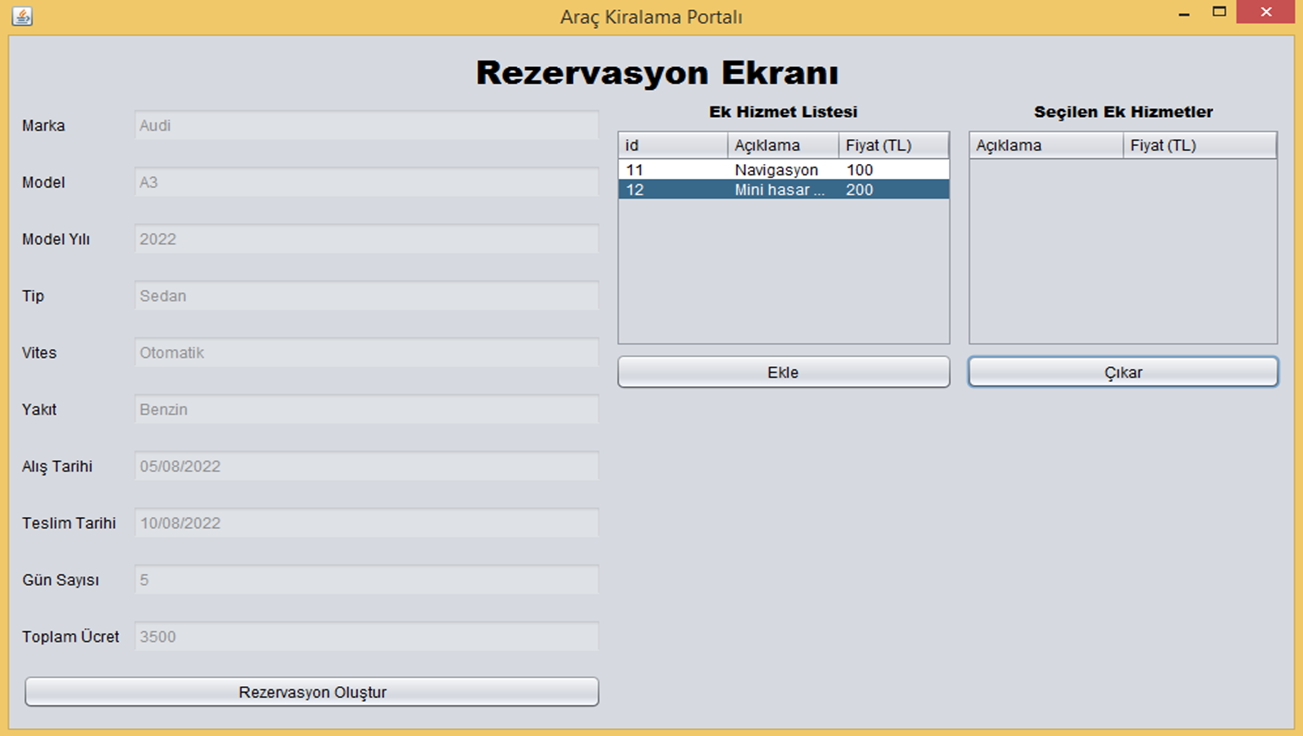 Araç Kiralama Portalı
Rezervasyon Ekranı
Marka Audi
Model A3
Model Yılı 2022
Tip Sedan
Vites Otomatik
Yakıt Benzin
Alış Tarihi 05/08/2022
Teslim Tarihi 10/08/2022
Gün Sayısı 5
Toplam Ücret 3500
Rezervasyon Oluştur
Ek Hizmet Listesi
id Açıklama Fiyat (TL)
11 Navigasyon 100
12 Mini hasar ... 200
Ekle
Seçilen Ek Hizmetler
Açıklama Fiyat (TL)
Çıkar